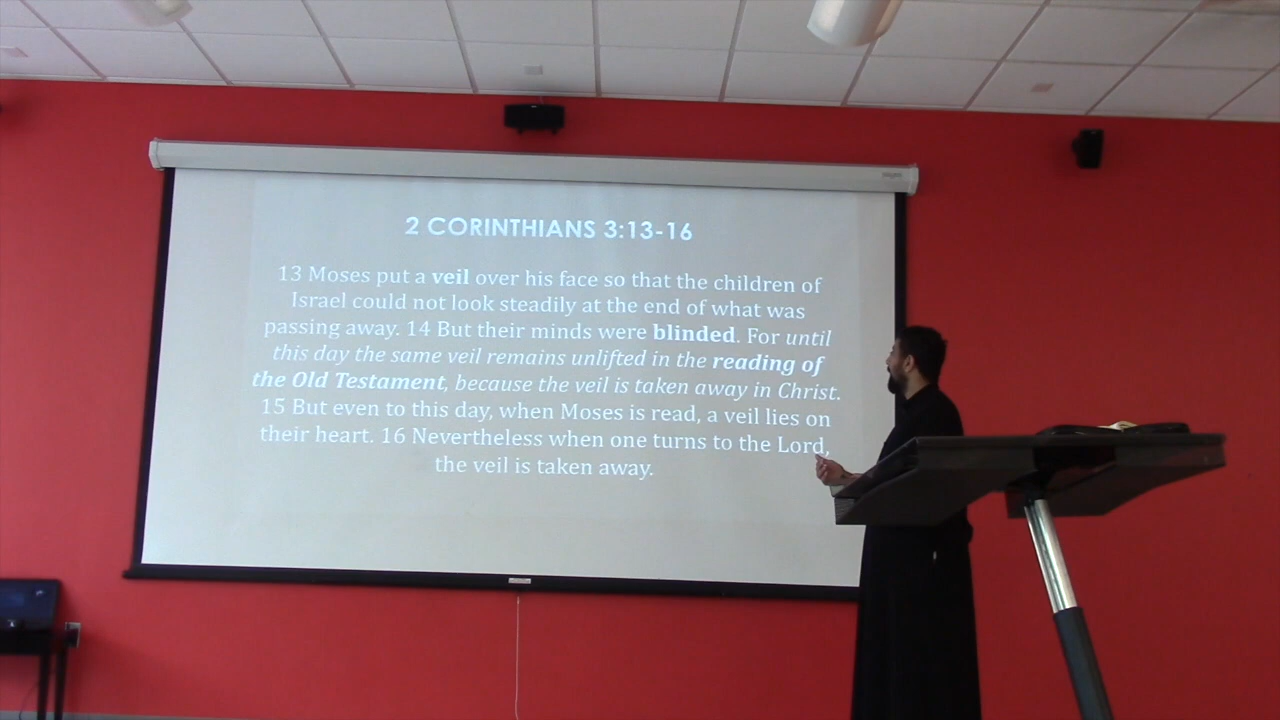 2 CORINTHIANS 3:13-16
13 Moses put a veil over his face so that the children of
Israel could not look steadily at the end of what was
passing away. 14 But their minds were blinded. For until
this day the same veil remains unlifted in the reading of
the Old Testament, because the veil is taken away in Christ.
15 But even to this day, when Moses is read, a veil lies on
their heart. 16 Nevertheless when one turns to the Lord,
the veil is taken away.